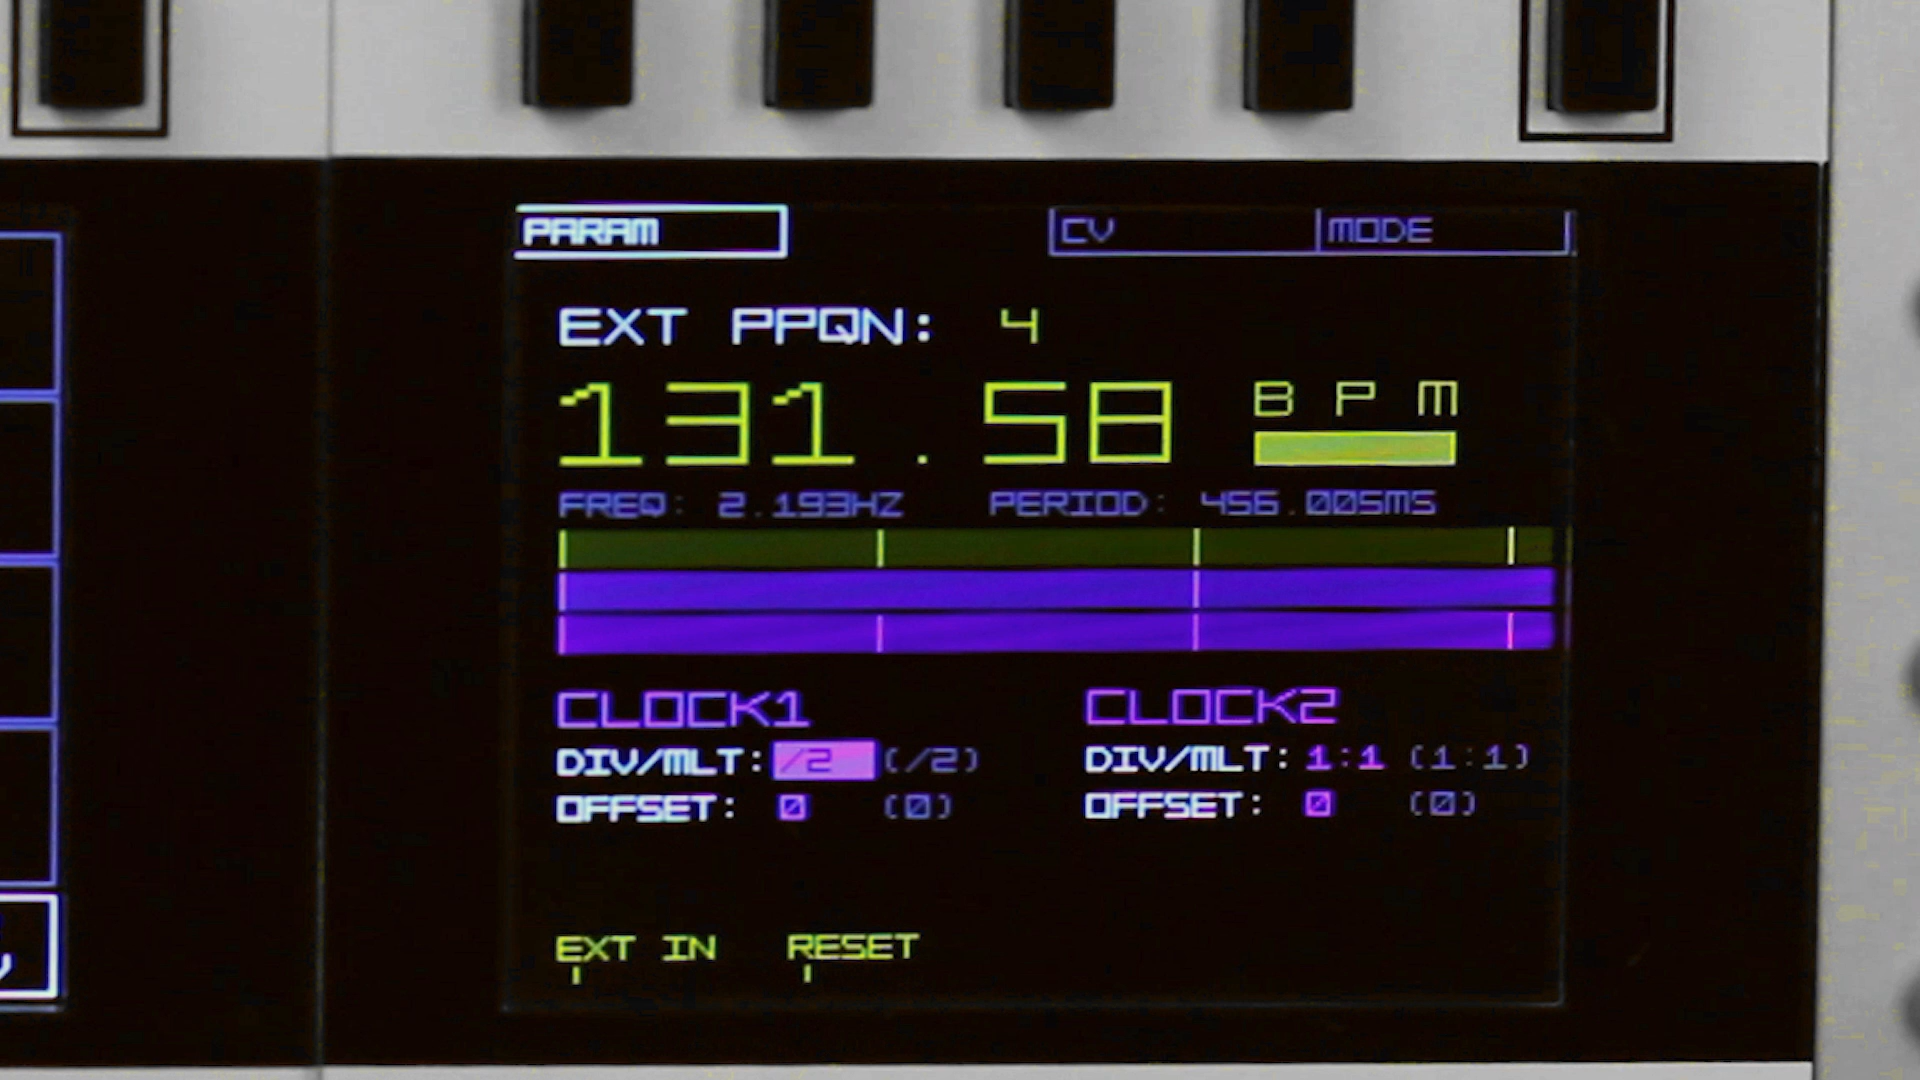 PARAM CV MODE
EXT PPQN: 4
131.58 BPM
FREQ: 2.193HZ PERIOD: 456.005MS
CLOCK1 CLOCK2
DIV/MLT: /2 (/2) DIV/MLT: 1:1 (1:1)
OFFSET: 0 (0) OFFSET: 0 (0)
EXT IN RESET